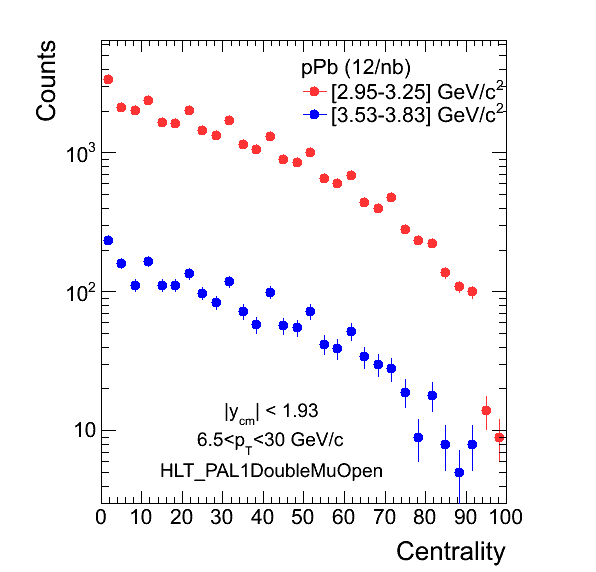 Counts
pPb (12/nb)
[2.95-3.25] GeV/c²
[3.53-3.83] GeV/c²
10³
10²
10
|y_cm| < 1.93
6.5<p_T<30 GeV/c
HLT_PAL1DoubleMuOpen
0 10 20 30 40 50 60 70 80 90 100
Centrality